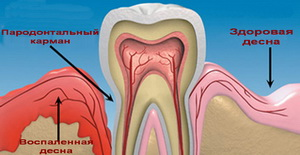 Пародонтальный
карман
Здоровая
десна
Воспаленная
десна